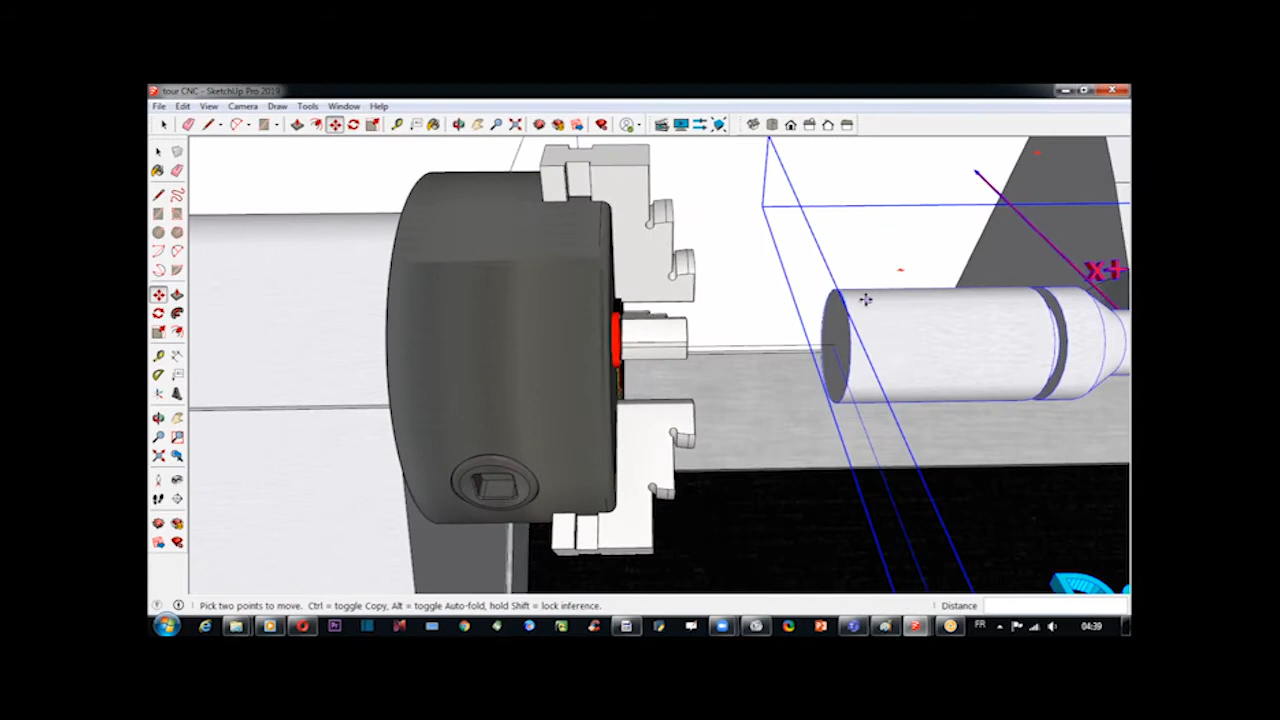 tour CNC - SketchUp Pro 2019
File Edit View Camera Draw Tools Window Help
X+
Pick two points to move. Ctrl = toggle Copy, Alt = toggle Auto-fold, hold Shift = lock inference.
Distance
Pr
FR
04:39